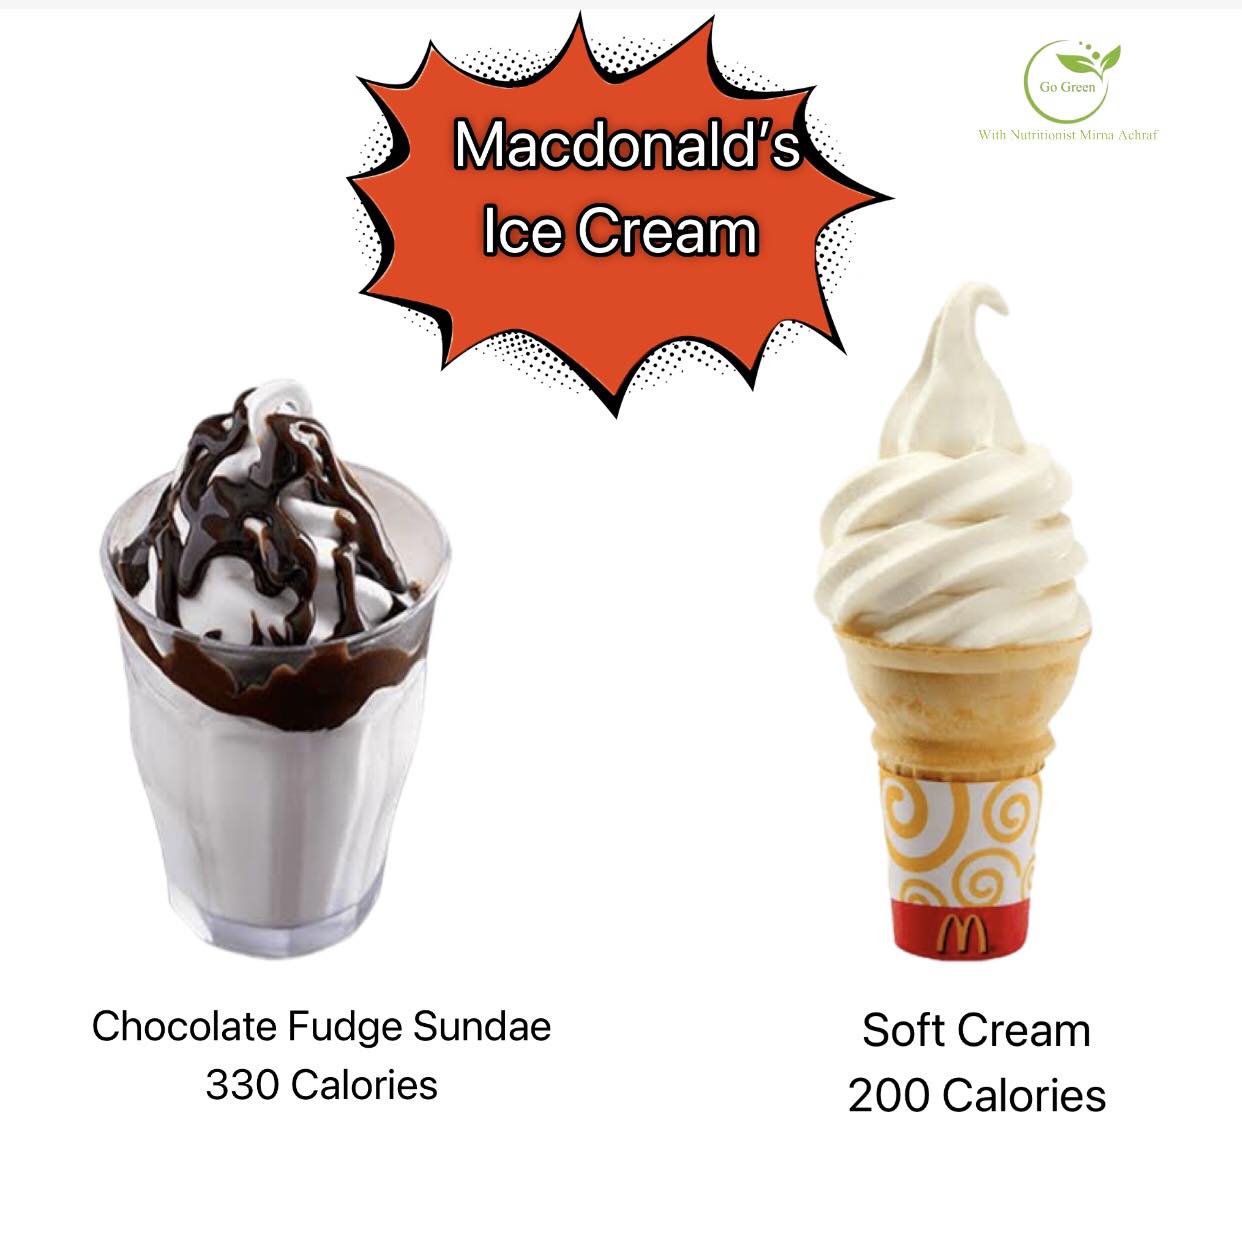 Macdonald's
Ice Cream
Go Green
With Nutritionist Mirna Achraf
Chocolate Fudge Sundae
330 Calories
Soft Cream
200 Calories